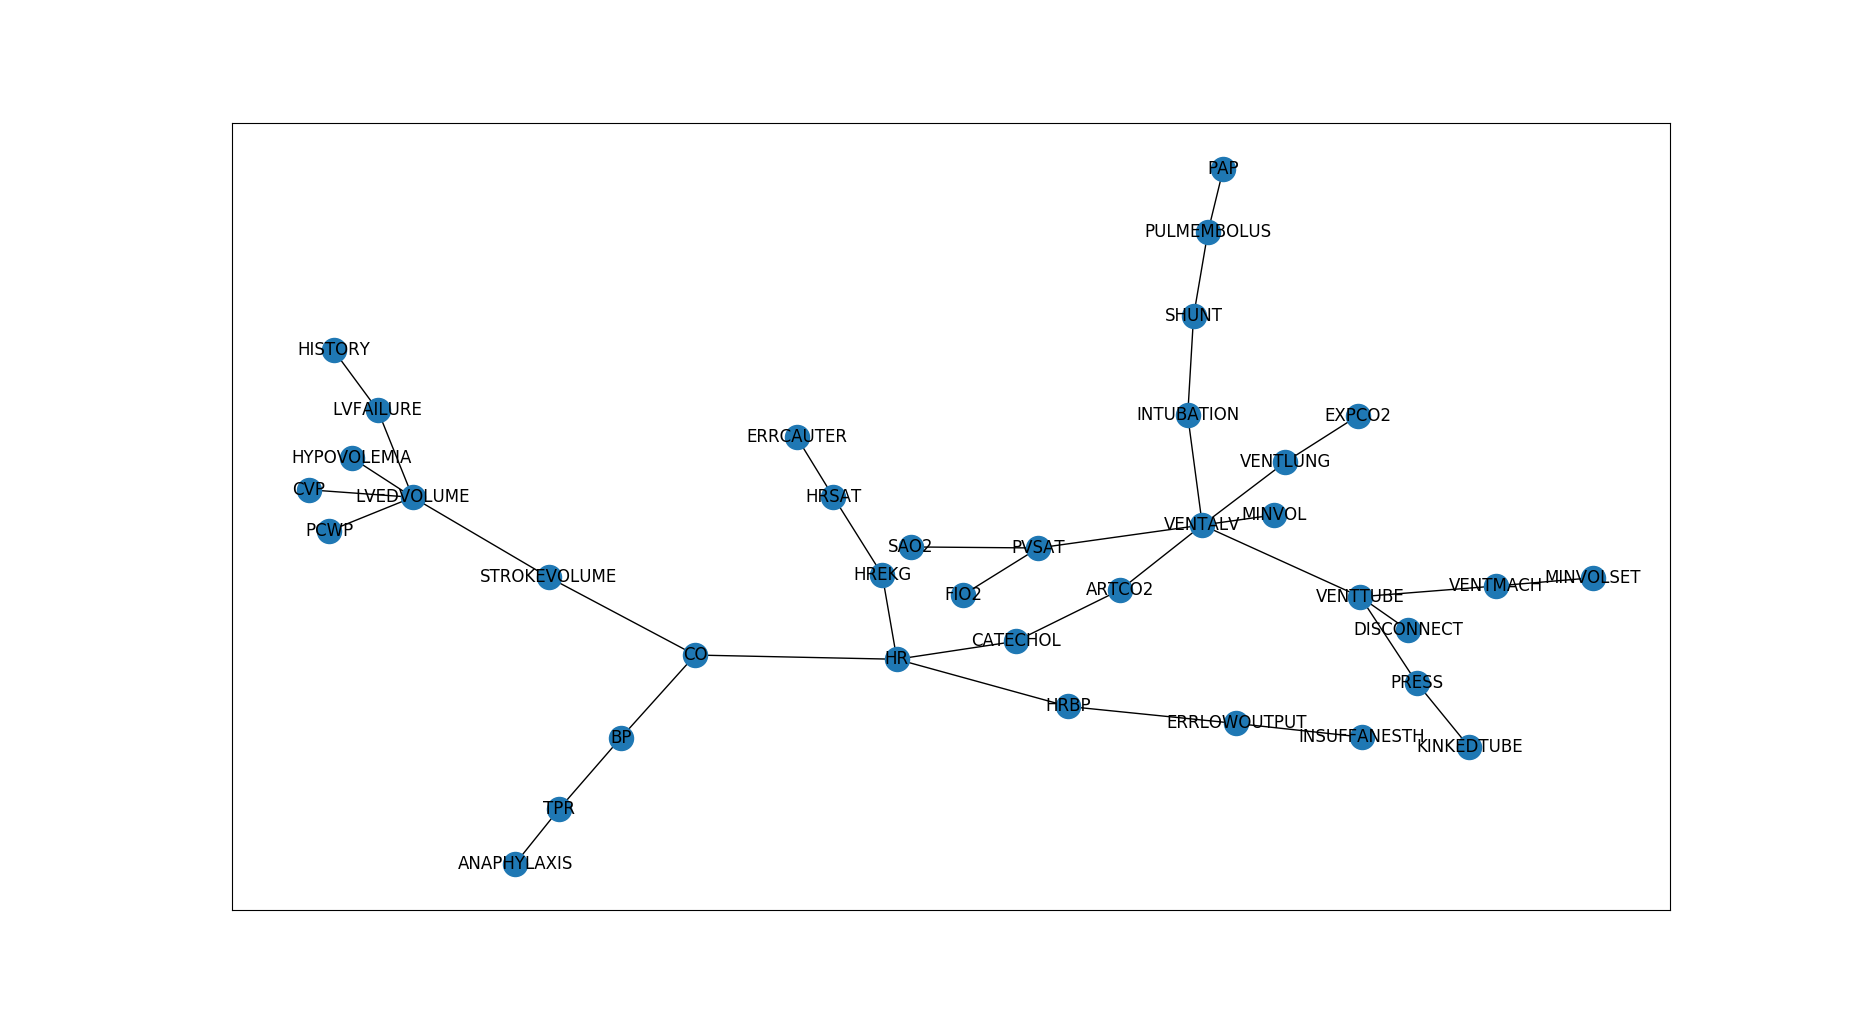 PAP
PULMEMBOLUS
SHUNT
HISTORY
LVFAILURE
INTUBATION
EXPCO2
ERRCAUTER
HYPOVOLEMIA
VENTLUNG
CVP
LVEDVOLUME
HRSAT
MINVOL
VENTALV
PCWP
SAO2
PVSAT
STROKEVOLUME
HREKG
MINVOLSET
VENTMACH
ARTCO2
FIO2
VENTTUBE
DISCONNECT
CATECHOL
CO
HR
PRESS
HRBP
ERRLOWOUTPUT
BP
INSUFFANESTH
KINKEDTUBE
TPR
ANAPHYLAXIS